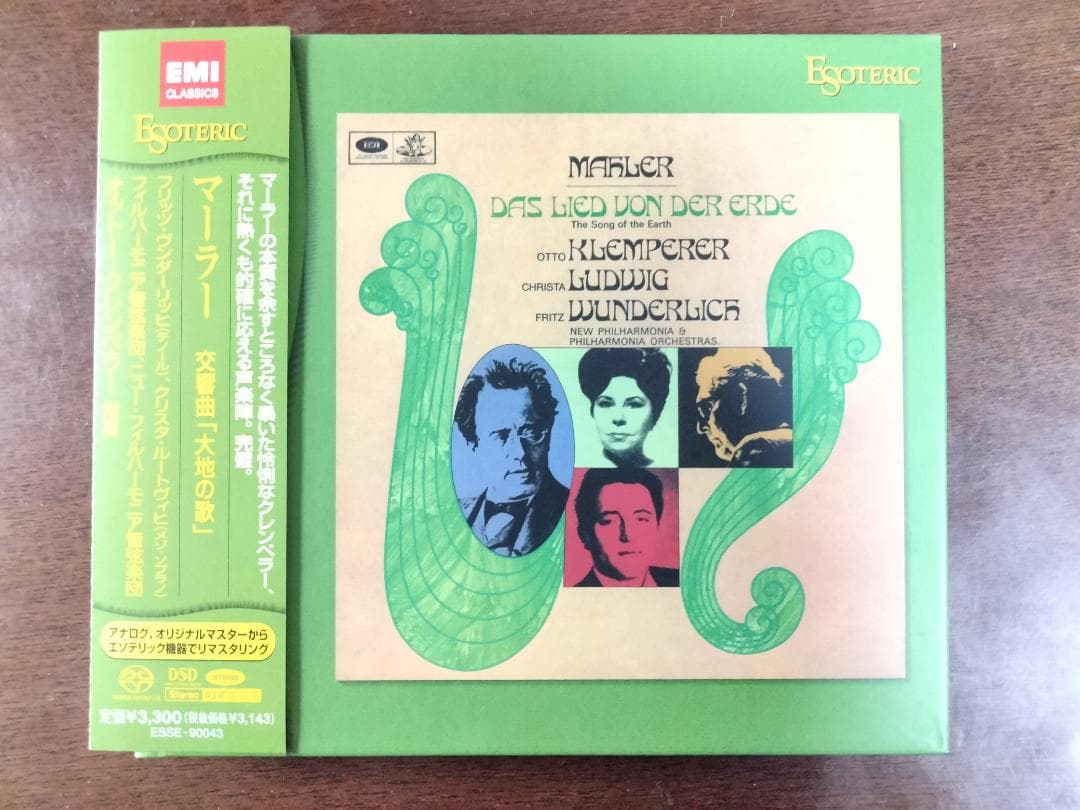 EMI
CLASSICS
ESOTERIC
マーラーの本質を余すところなく暴いた怜悧なクレンペラー、
それに熱くも的確に応える声楽陣。完璧。
マーラー 交響曲「大地の歌」
フリッツ・ヴンダーリッヒ(テノール)、クリスタ・ルートヴィヒ(メゾ・ソプラノ)
フィルハーモニア管弦楽団、ニュー・フィルハーモニア管弦楽団
オットー・クレンペラー 指揮
アナログ、オリジナルマスターから
エソテリック機器でリマスタリング
DSD
Stereo
定価¥3,300(税抜価格¥3,143)
ESSE-90043
ESOTERIC
EMI
MAHLER
DAS LIED VON DER ERDE
The Song of the Earth
OTTO KLEMPERER
CHRISTA LUDWIG
FRITZ WUNDERLICH
NEW PHILHARMONIA &
PHILHARMONIA ORCHESTRAS.